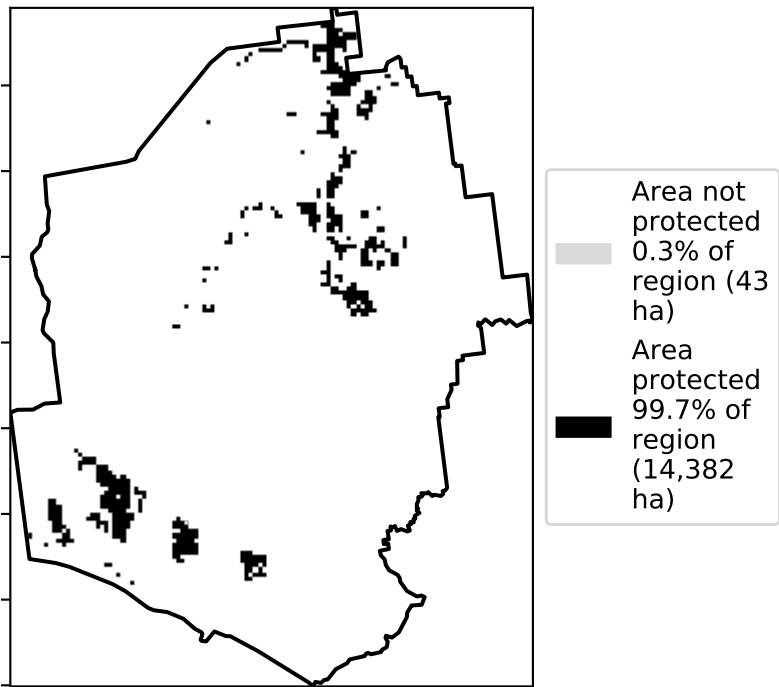 Area not
protected
0.3% of
region (43
ha)
Area
protected
99.7% of
region
(14,382
ha)